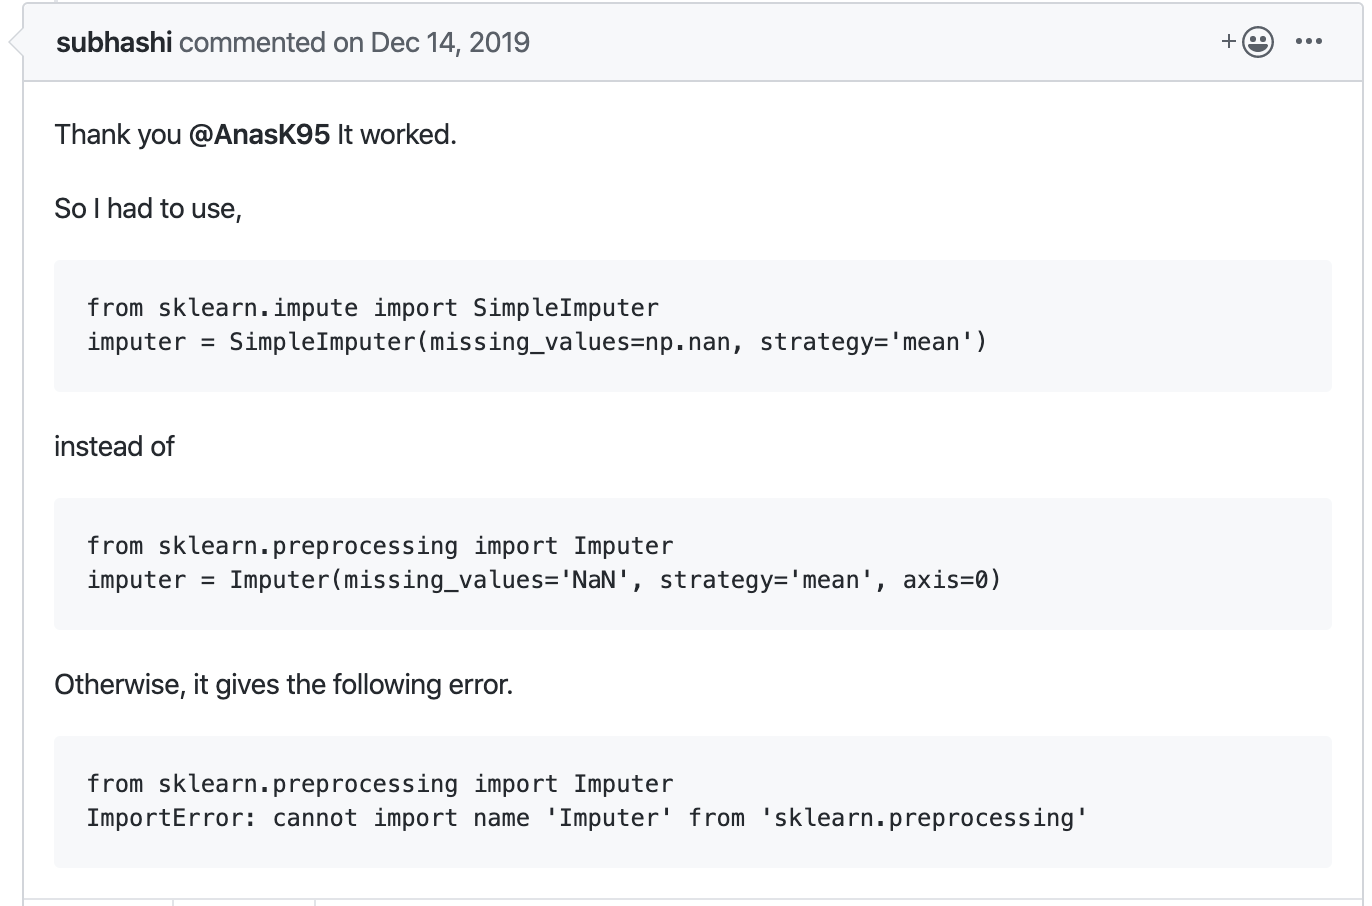 subhashi commented on Dec 14, 2019
Thank you @AnasK95 It worked.
So I had to use,
from sklearn.impute import SimpleImputer
imputer = SimpleImputer(missing_values=np.nan, strategy='mean')
instead of
from sklearn.preprocessing import Imputer
imputer = Imputer(missing_values='NaN', strategy='mean', axis=0)
Otherwise, it gives the following error.
from sklearn.preprocessing import Imputer
ImportError: cannot import name 'Imputer' from 'sklearn.preprocessing'